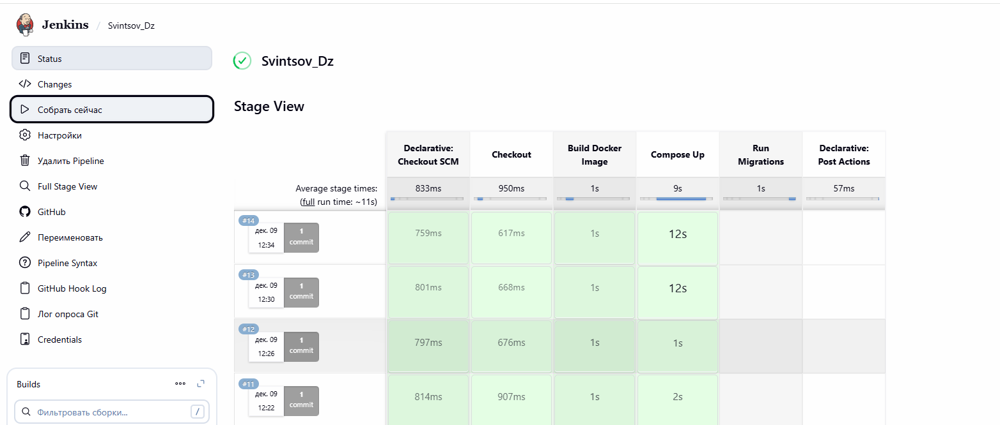 Jenkins / Svintsov_Dz
Status
Changes
Собрать сейчас
Настройки
Удалить Pipeline
Full Stage View
GitHub
Переименовать
Pipeline Syntax
GitHub Hook Log
Лог опроса Git
Credentials
Builds
Фильтровать сборки... /
Svintsov_Dz
Stage View
Declarative: Checkout SCM
Checkout
Build Docker Image
Compose Up
Run Migrations
Declarative: Post Actions
Average stage times:
(full run time: ~11s)
833ms 950ms 1s 9s 1s 57ms
#14
дек. 09
12:34
1
commit
759ms 617ms 1s 12s
#13
дек. 09
12:30
1
commit
801ms 668ms 1s 12s
#12
дек. 09
12:26
1
commit
797ms 676ms 1s 1s
#11
дек. 09
12:22
1
commit
814ms 907ms 1s 2s